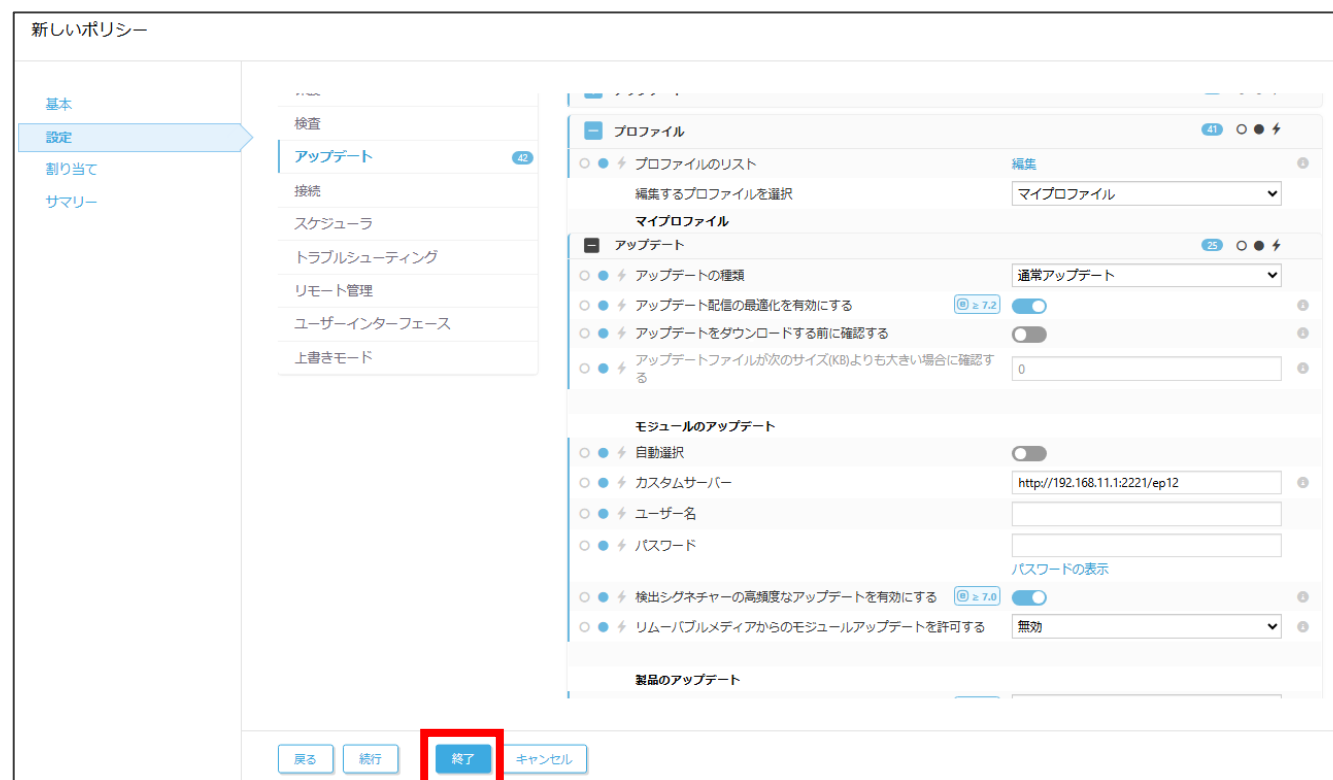 新しいポリシー
基本
設定
割り当て
サマリー
検査
アップデート 42
接続
スケジューラ
トラブルシューティング
リモート管理
ユーザーインターフェース
上書きモード
プロファイル 41
プロファイルのリスト 編集
編集するプロファイルを選択 マイプロファイル
マイプロファイル
アップデート 25
アップデートの種類 通常アップデート
アップデート配信の最適化を有効にする ≥ 7.2
アップデートをダウンロードする前に確認する
アップデートファイルが次のサイズ(KB)よりも大きい場合に確認す
る
0
モジュールのアップデート
自動選択
カスタムサーバー http://192.168.11.1:2221/ep12
ユーザー名
パスワード
パスワードの表示
検出シグネチャーの高頻度なアップデートを有効にする ≥ 7.0
リムーバブルメディアからのモジュールアップデートを許可する 無効
製品のアップデート
戻る 続行 終了 キャンセル